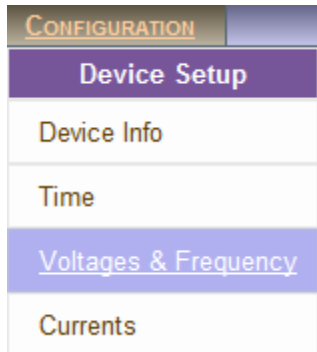 CONFIGURATION
Device Setup
Device Info
Time
Voltages & Frequency
Currents